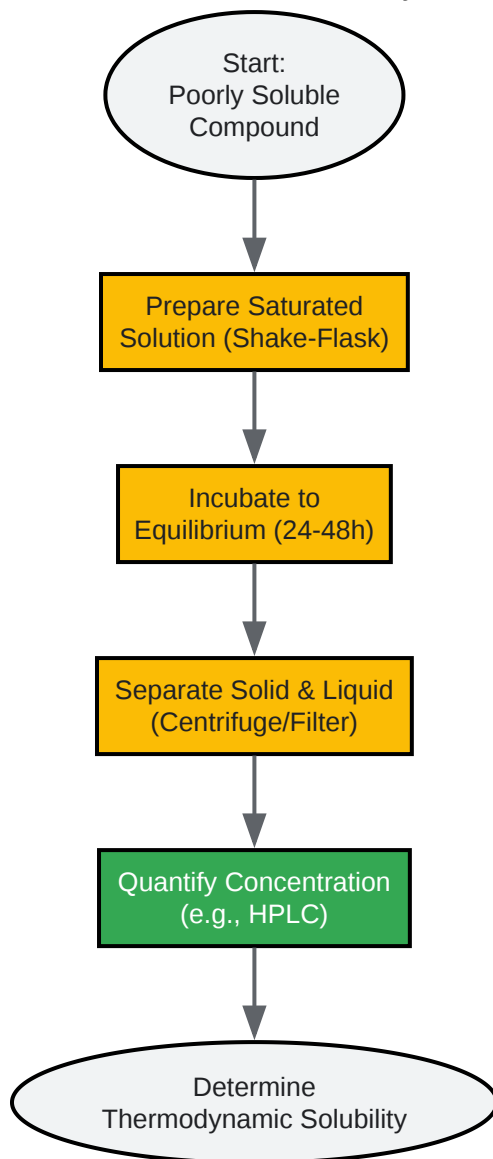 Start:
Poorly Soluble
Compound
Prepare Saturated
Solution (Shake-Flask)
Incubate to
Equilibrium (24-48h)
Separate Solid & Liquid
(Centrifuge/Filter)
Quantify Concentration
(e.g., HPLC)
Determine
Thermodynamic Solubility